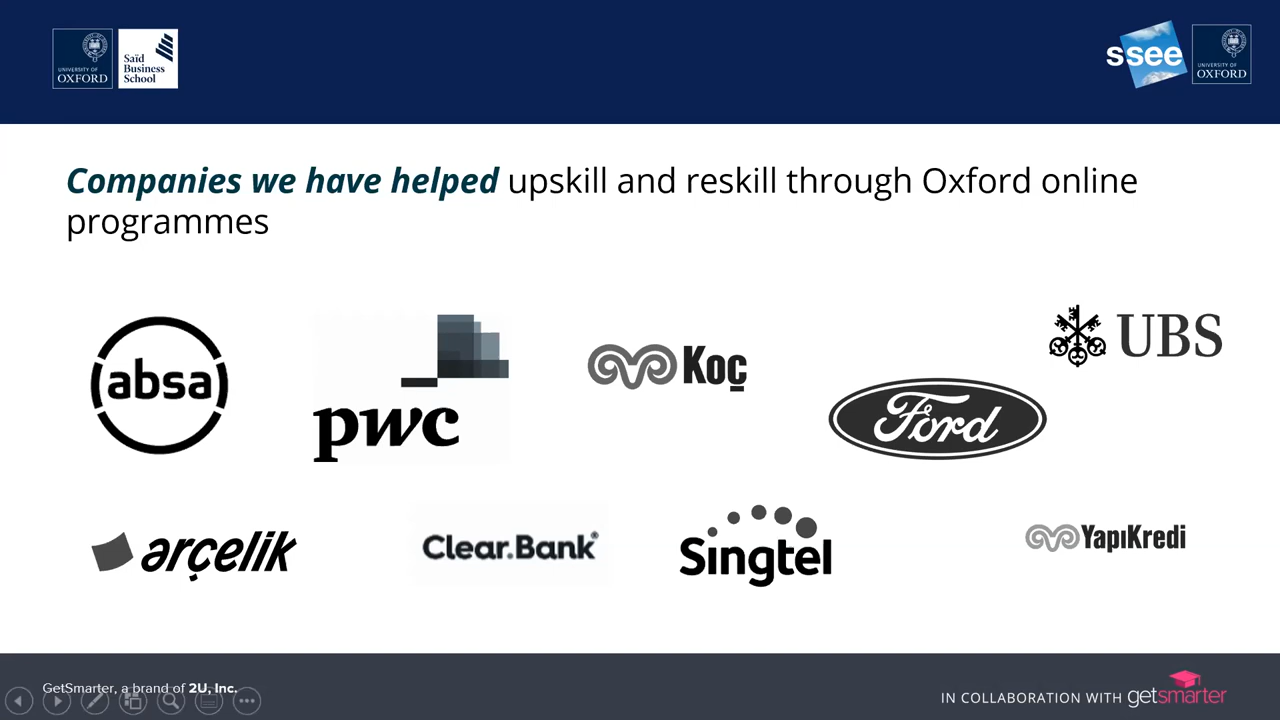 UNIVERSITY OF
OXFORD
Saïd
Business
School
ssee
UNIVERSITY OF
OXFORD
Companies we have helped upskill and reskill through Oxford online
programmes
absa
pwc
Koç
Ford
UBS
arçelik
Clear.Bank®
Singtel
YapıKredi
GetSmarter, a brand of 2U, Inc.
IN COLLABORATION WITH getsmarter